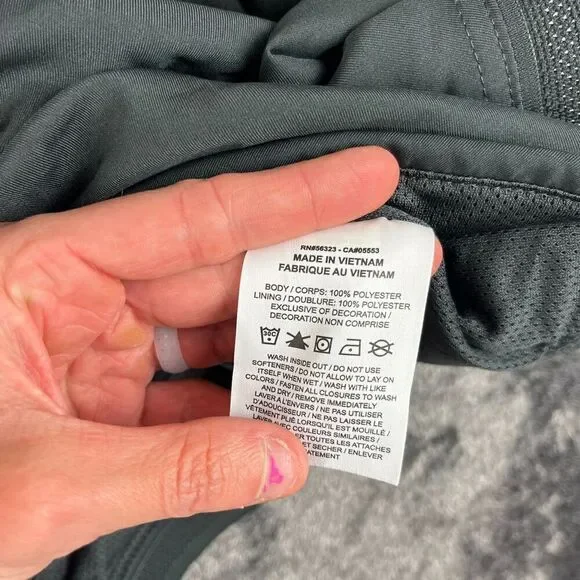 RN#56323 - CA#05553
MADE IN VIETNAM
FABRIQUE AU VIETNAM
BODY / CORPS: 100% POLYESTER
LINING / DOUBLURE: 100% POLYESTER
EXCLUSIVE OF DECORATION /
DECORATION NON COMPRISE
30C
WASH INSIDE OUT / DO NOT USE
SOFTENERS / DO NOT ALLOW TO LAY ON
ITSELF WHEN WET / WASH WITH LIKE
COLORS / FASTEN ALL CLOSURES TO WASH
AND DRY / REMOVE IMMEDIATELY
LAVER A L'ENVERS / NE PAS UTILISER
D'ADOUCISSEUR / NE PAS LAISSER LE
VÊTEMENT PLIÉ LORSQU'IL EST MOUILLÉ /
LAVER AVEC COULEURS SIMILAIRES /
TOUTES LES ATTACHES
ET SECHER / ENLEVER